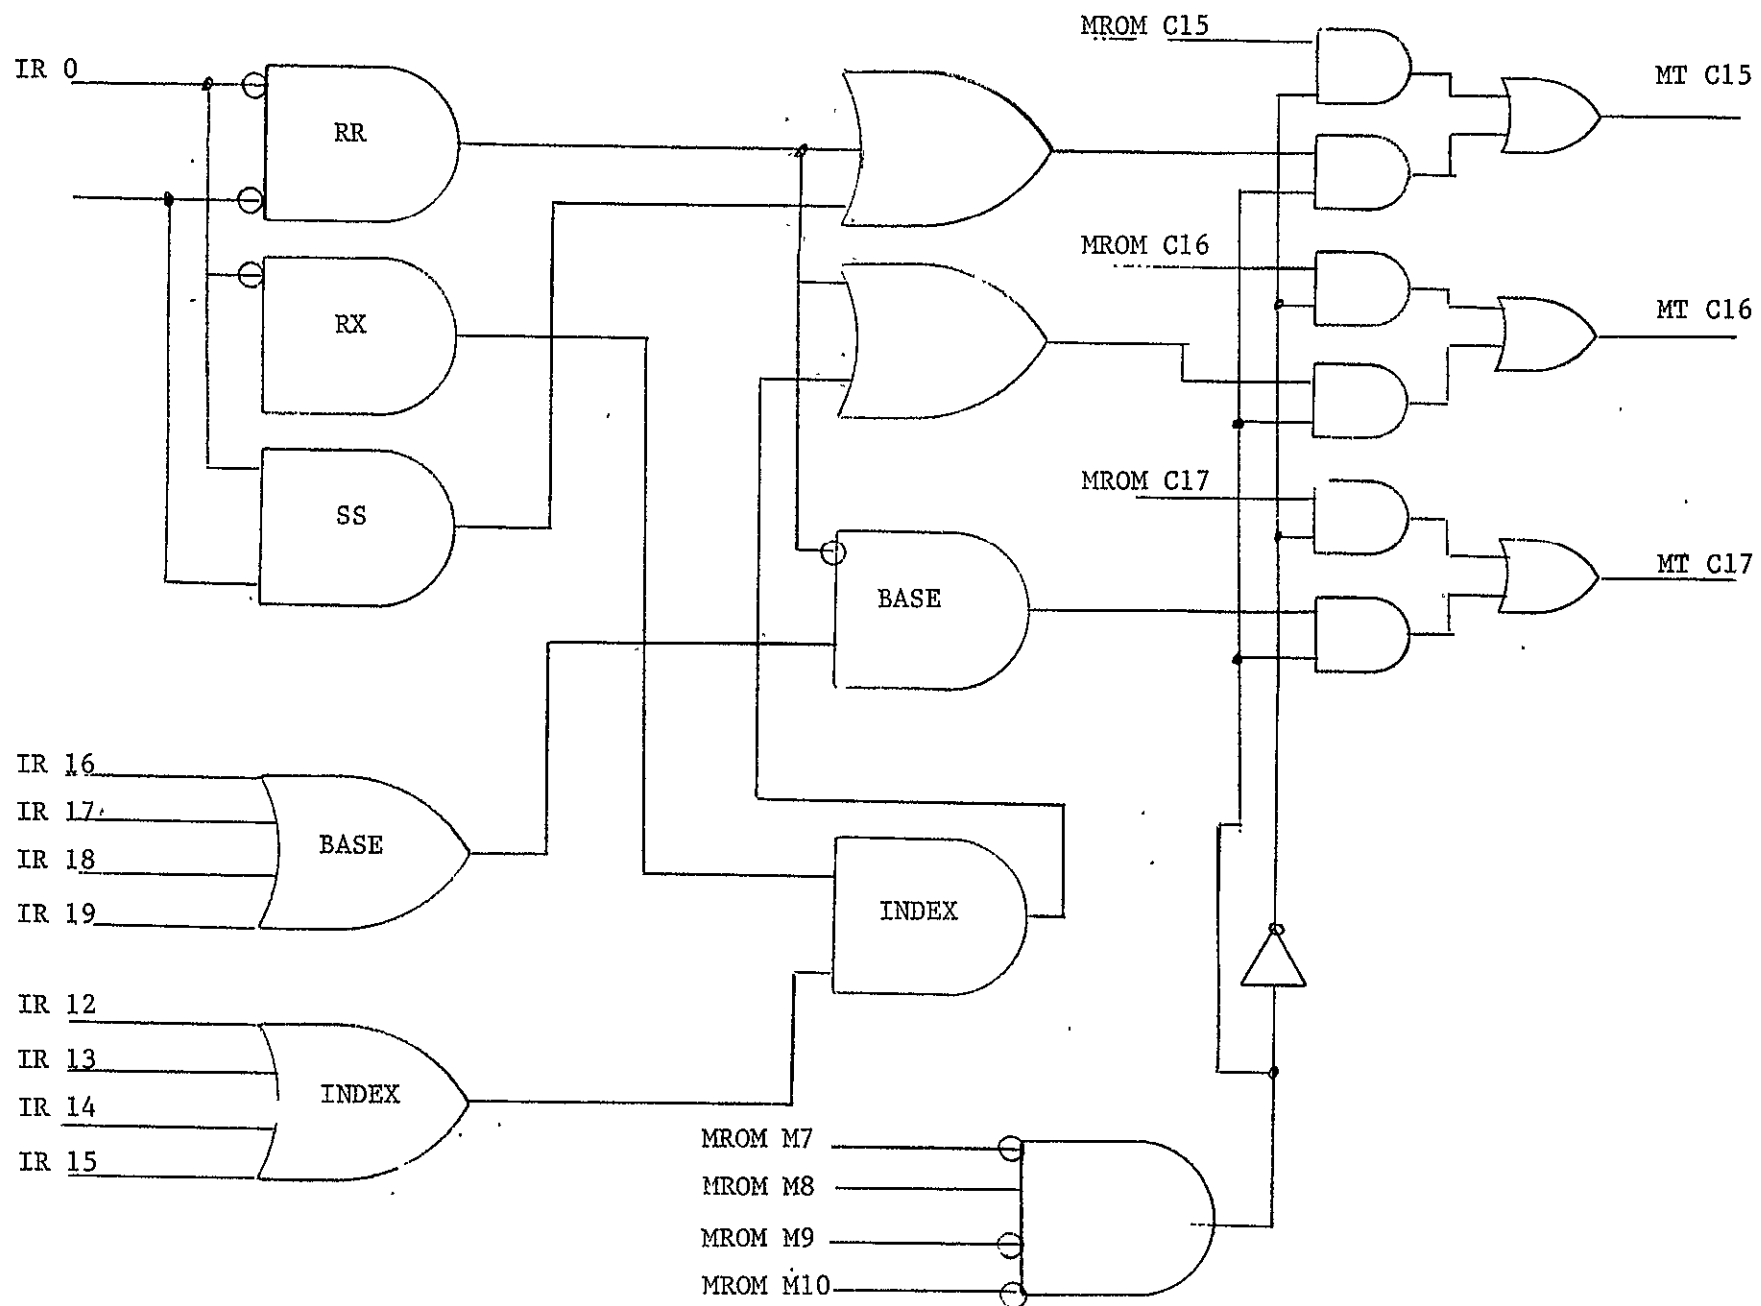 MROM C15
IR 0
MT C15
RR
MROM C16
RX
MT C16
MROM C17
SS
MT C17
BASE
IR 16
IR 17
IR 18
BASE
IR 19
INDEX
IR 12
IR 13
INDEX
IR 14
IR 15
MROM M7
MROM M8
MROM M9
MROM M10